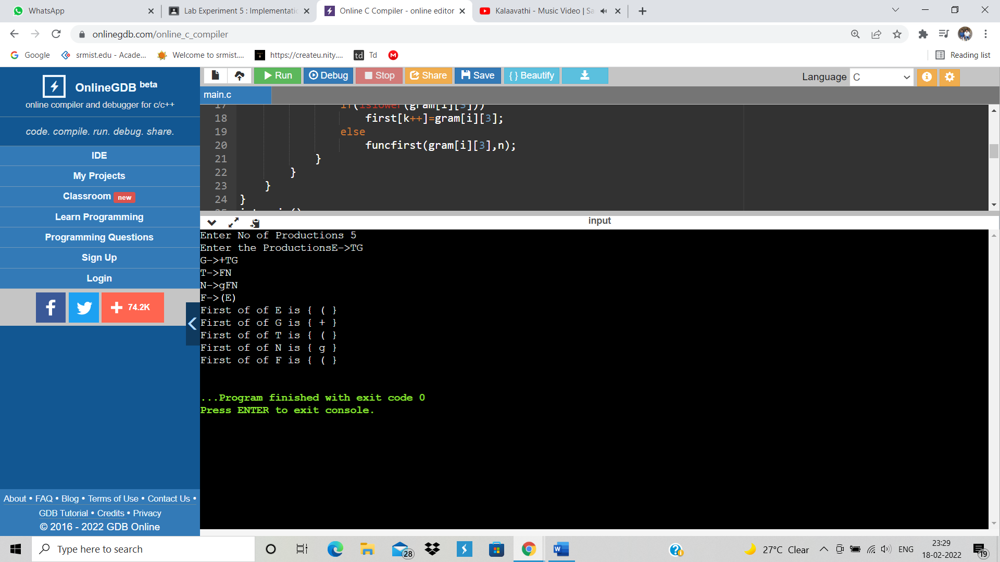 WhatsApp
Lab Experiment 5 : Implementatic
Online C Compiler - online editor
Kalaavathi - Music Video | Sa
onlinegdb.com/online_c_compiler
Google
srmist.edu - Acade...
Welcome to srmist....
https://createu.nity....
td Td
M
Reading list
OnlineGDB beta
online compiler and debugger for c/c++
code. compile. run. debug. share.
IDE
My Projects
Classroom new
Learn Programming
Programming Questions
Sign Up
Login
f
74.2K
About • FAQ • Blog • Terms of Use • Contact Us •
GDB Tutorial • Credits • Privacy
© 2016 - 2022 GDB Online
Run
Debug
Stop
Share
Save
{ } Beautify
Language C
main.c
17 if(islower(gram[i][3]))
18 first[k++]=gram[i][3];
19 else
20 funcfirst(gram[i][3],n);
21 }
22 }
23 }
24 }
input
Enter No of Productions 5
Enter the ProductionsE->TG
G->+TG
T->FN
N->gFN
F->(E)
First of of E is { ( }
First of of G is { + }
First of of T is { ( }
First of of N is { g }
First of of F is { ( }
...Program finished with exit code 0
Press ENTER to exit console.
Type here to search
28
W
27°C Clear
ENG
23:29
18-02-2022
19